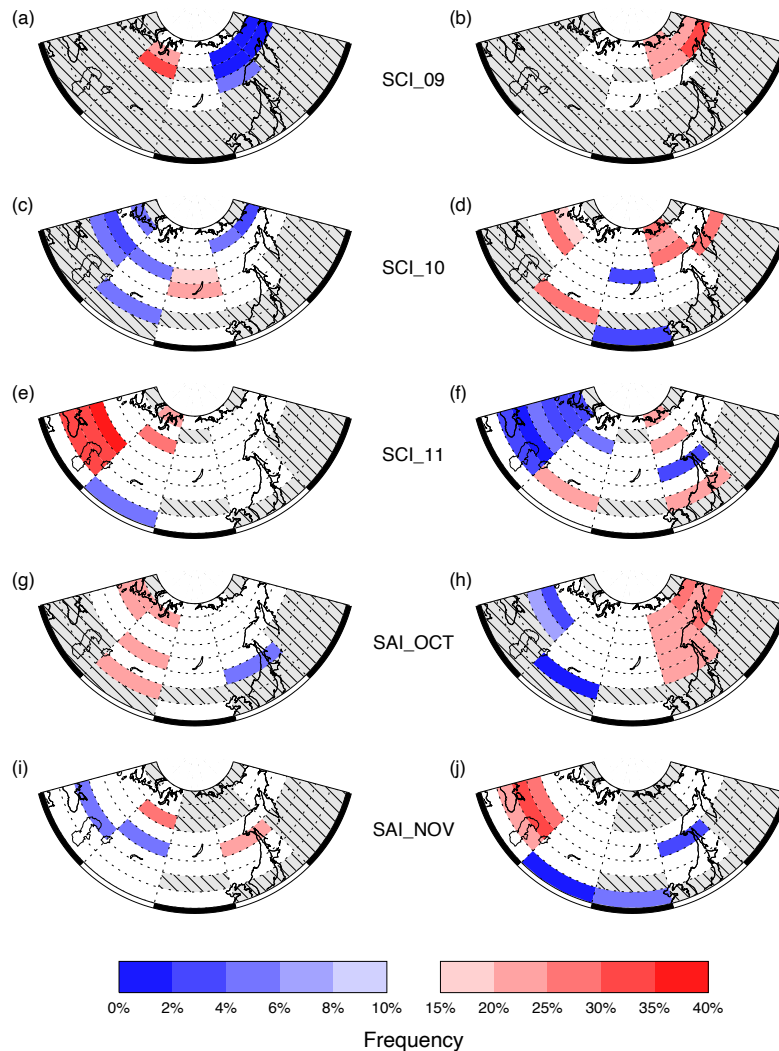 (a) (b)
SCI_09
(c) (d)
SCI_10
(e) (f)
SCI_11
(g) (h)
SAI_OCT
(i) (j)
SAI_NOV
0% 2% 4% 6% 8% 10% 15% 20% 25% 30% 35% 40%
Frequency